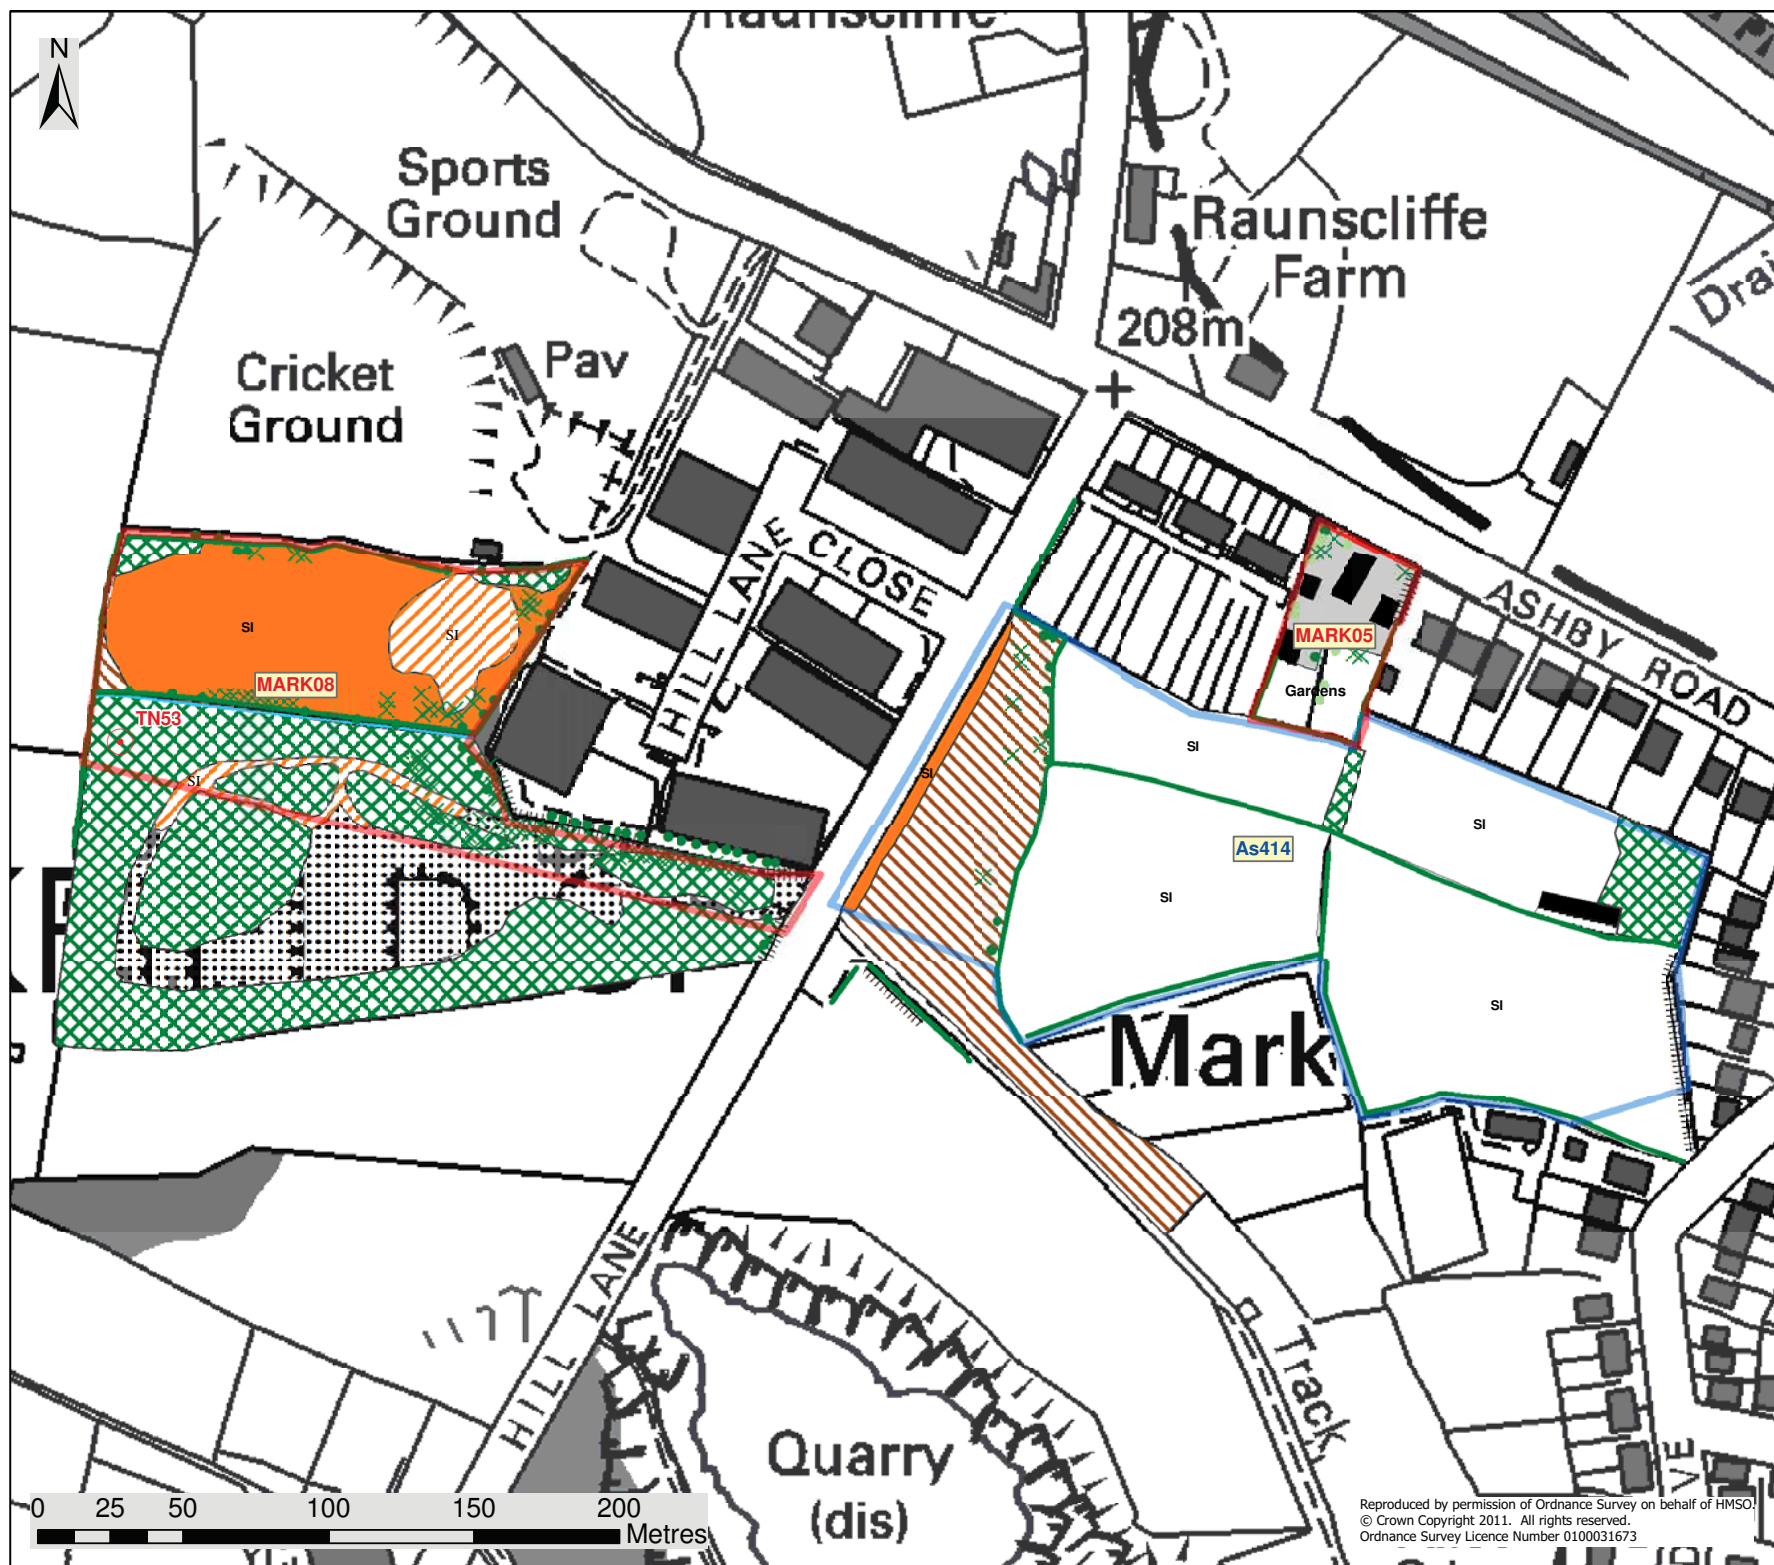 N
Sports
Ground
Raunscliffe
Farm
208m
Cricket
Ground
Pav
HILL LANE CLOSE
ASHBY ROAD
SI
SI
MARK08
TN53
SI
MARK05
Gardens
SI
SI
SI
As414
SI
SI
Mark
HILL LANE
Track
Quarry
(dis)
0 25 50 100 150 200
Metres
Reproduced by permission of Ordnance Survey on behalf of HMSO.
© Crown Copyright 2011. All rights reserved.
Ordnance Survey Licence Number 0100031673